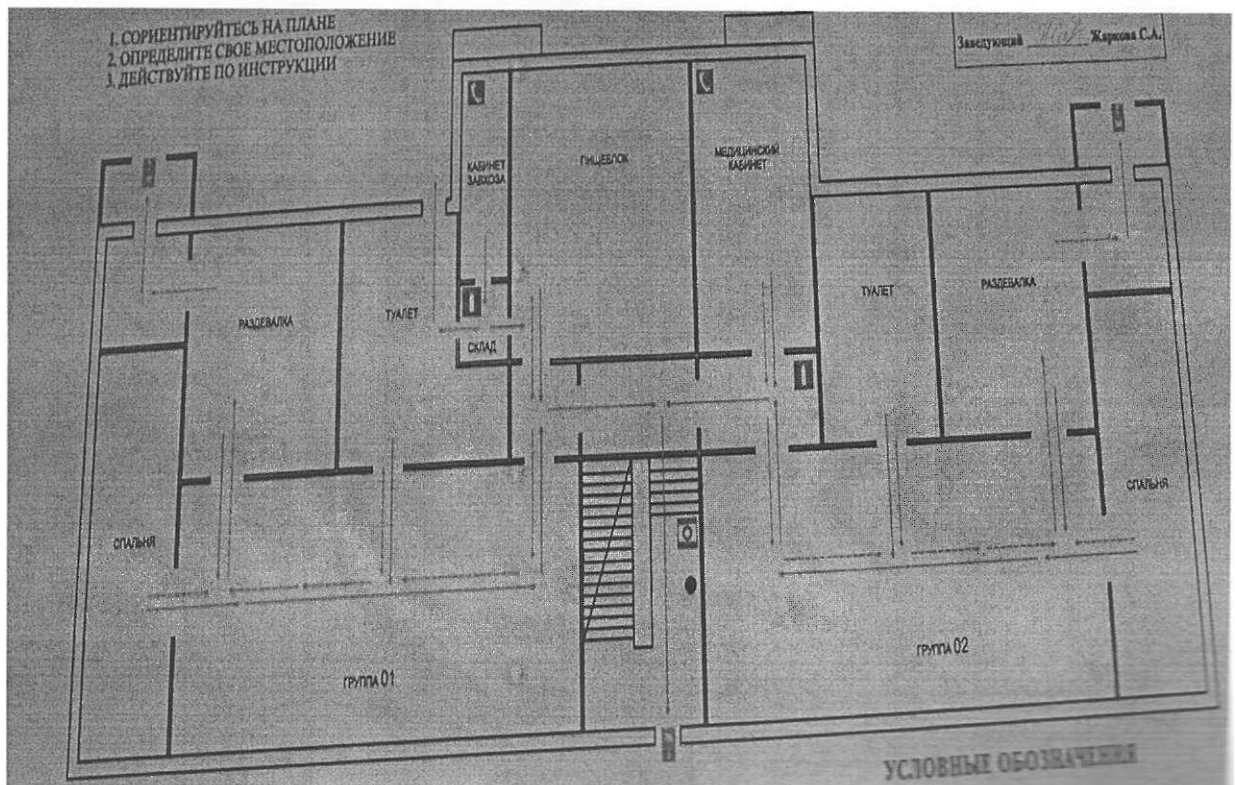 1. СОРИЕНТИРУЙТЕСЬ НА ПЛАНЕ
2. ОПРЕДЕЛИТЕ СВОЕ МЕСТОПОЛОЖЕНИЕ
3. ДЕЙСТВУЙТЕ ПО ИНСТРУКЦИИ
Заведующий Жаркова С.А.
КАБИНЕТ
ЗАВХОЗА
ПИЩЕБЛОК
МЕДИЦИНСКИЙ
КАБИНЕТ
РАЗДЕВАЛКА
ТУАЛЕТ
СКЛАД
ТУАЛЕТ
РАЗДЕВАЛКА
СПАЛЬНЯ
СПАЛЬНЯ
ГРУППА 01
ГРУППА 02
УСЛОВНЫЕ ОБОЗНАЧЕНИЯ